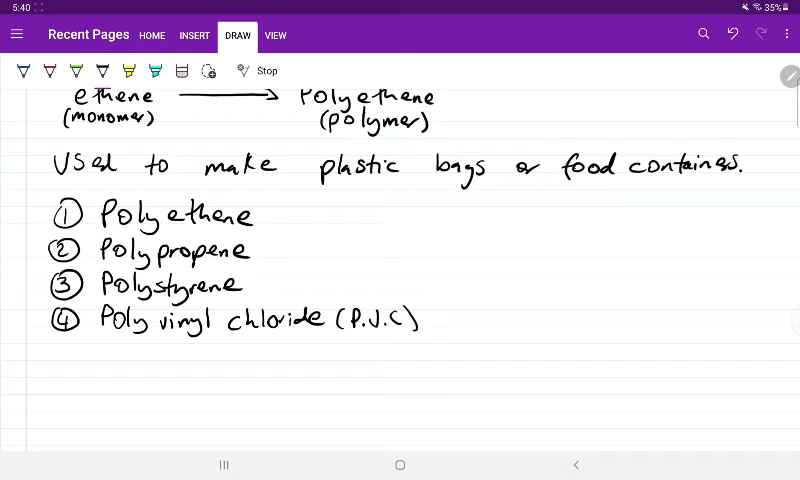 5:40 35%
Recent Pages HOME INSERT DRAW VIEW
Stop
ethene Polyethene
(monomer) (polymer)
Used to make plastic bags or food containers.
1 Polyethene
2 Polypropene
3 Polystyrene
4 Poly vinyl chloride (P.V.C)